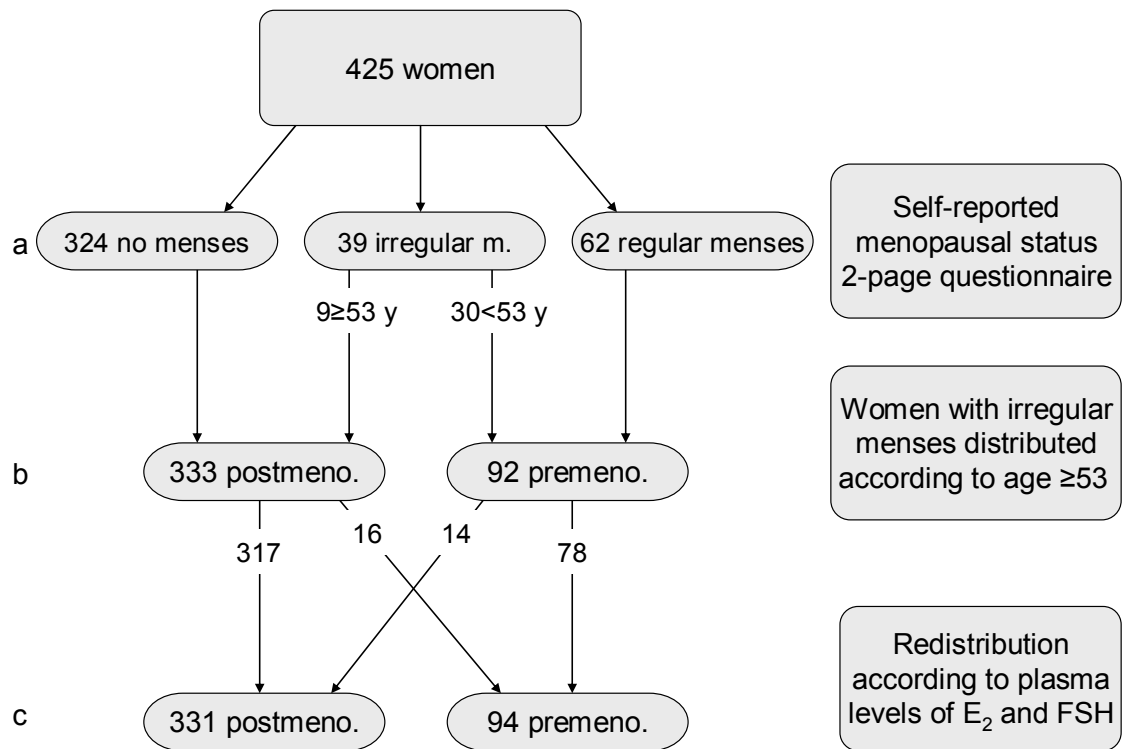 425 women
a
324 no menses
39 irregular m.
62 regular menses
Self-reported
menopausal status
2-page questionnaire
9≥53 y
30<53 y
Women with irregular
menses distributed
according to age ≥53
b
333 postmeno.
92 premeno.
317
16
14
78
Redistribution
according to plasma
levels of E₂ and FSH
c
331 postmeno.
94 premeno.